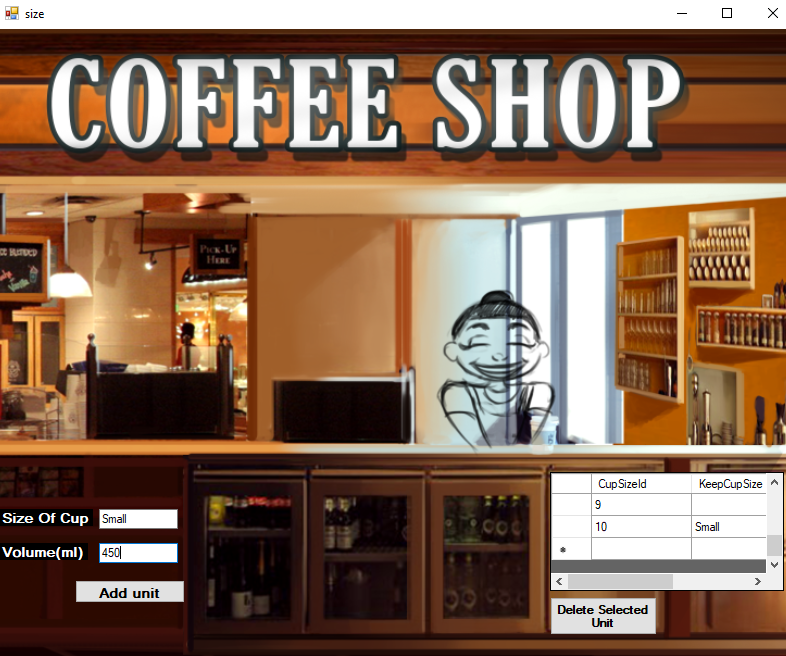 size
COFFEE SHOP
PICK-UP
HERE
Size Of Cup Small
Volume(ml) 450
Add unit
CupSizeId KeepCupSize
9
10 Small
*
Delete Selected
Unit